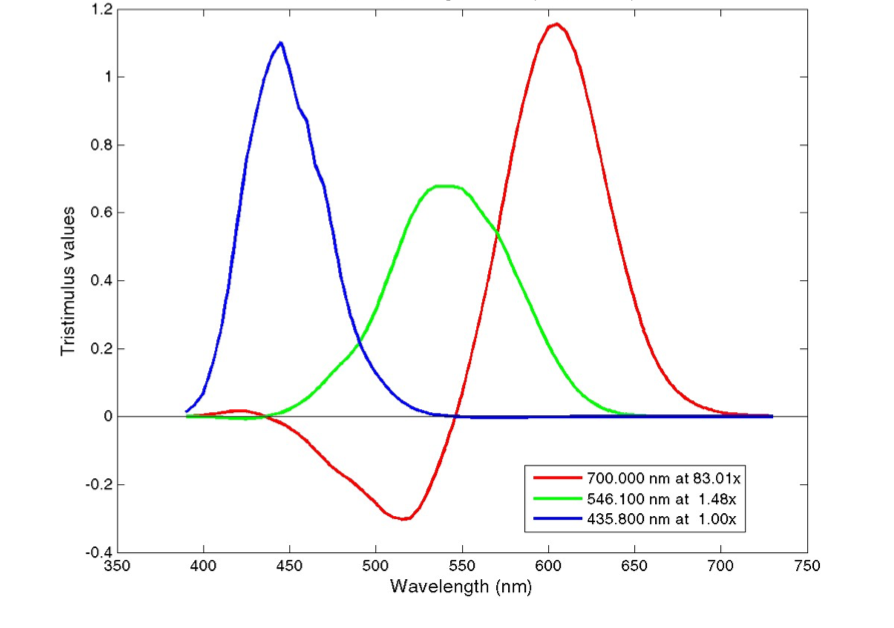 1.2
1
0.8
0.6
0.4
0.2
0
-0.2
-0.4
Tristimulus values
700.000 nm at 83.01x
546.100 nm at 1.48x
435.800 nm at 1.00x
350 400 450 500 550 600 650 700 750
Wavelength (nm)